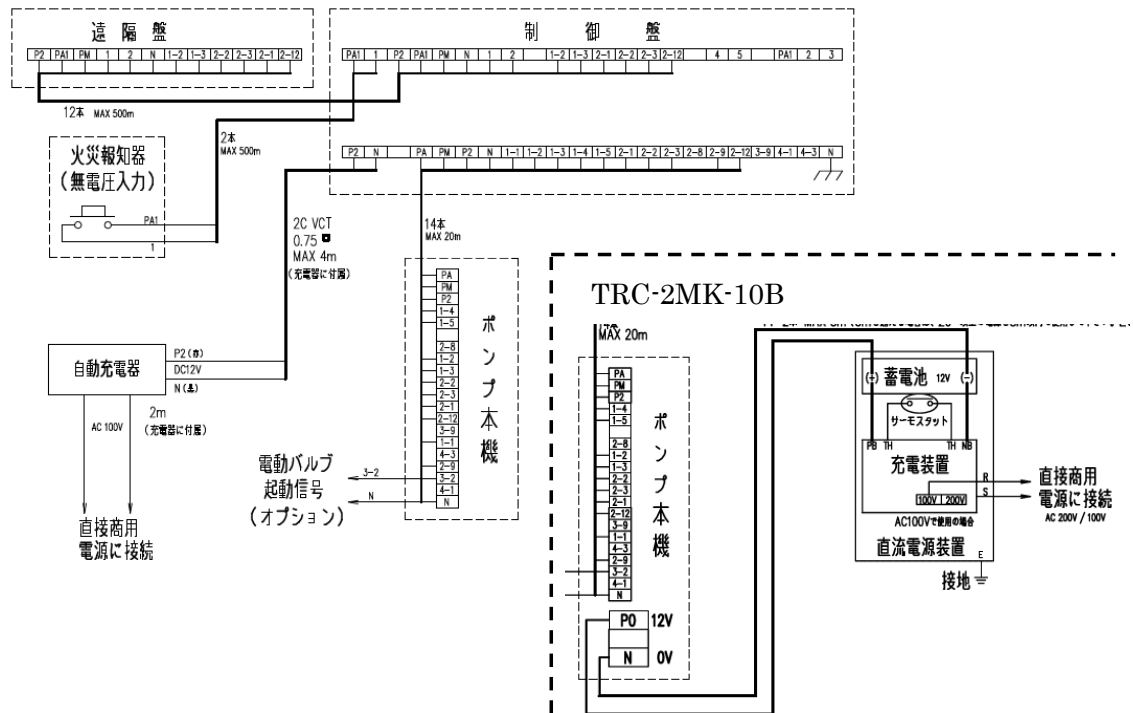 遠隔盤
P2 PA1 PM 1 2 N 1-2 1-3 2-2 2-3 2-1 2-12
12本 MAX 500m
制御盤
PA1 1 P2 PA1 PM N 1 2 1-2 1-3 2-1 2-2 2-3 2-12 4 5 PA1 2 3
2本
MAX 500m
火災報知器
(無電圧入力)
PA1
1
P2 N PA PM P2 N 1-1 1-2 1-3 1-4 1-5 2-1 2-2 2-3 2-8 2-9 2-12 3-9 4-1 4-3 N
2C VCT
0.75
MAX 4m
(充電器に付属)
14本
MAX 20m
自動充電器
P2(赤)
DC12V
N(黒)
AC 100V
2m
(充電器に付属)
直接商用
電源に接続
PA
PM
P2
1-4
1-5
2-8
1-2
1-3
2-2
2-3
2-1
2-12
3-9
1-1
4-3
2-9
3-2
4-1
N
ポンプ本機
電動バルブ
起動信号
(オプション)
3-2
N
TRC-2MK-10B
MAX 20m
PA
PM
P2
1-4
1-5
2-8
1-2
1-3
2-2
2-3
2-1
2-12
3-9
1-1
4-3
2-9
3-2
4-1
N
ポンプ本機
P0 12V
N 0V
(+) 蓄電池 12V (-)
サーモスタット
PB TH TH NB
充電装置
100V 200V
R
S
AC100Vで使用の場合
直流電源装置
E
接地
直接商用
電源に接続
AC 200V / 100V